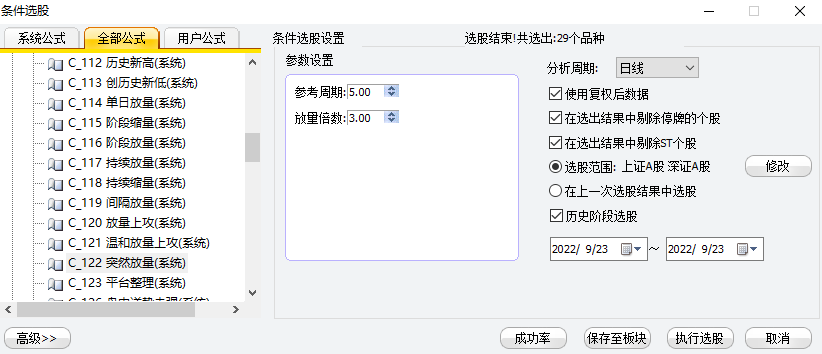 条件选股
系统公式 全部公式 用户公式
C_112 历史新高(系统)
C_113 创历史新低(系统)
C_114 单日放量(系统)
C_115 阶段缩量(系统)
C_116 阶段放量(系统)
C_117 持续放量(系统)
C_118 持续缩量(系统)
C_119 间隔放量(系统)
C_120 放量上攻(系统)
C_121 温和放量上攻(系统)
C_122 突然放量(系统)
C_123 平台整理(系统)
条件选股设置
选股结束!共选出:29个品种
参数设置
参考周期: 5.00
放量倍数: 3.00
分析周期: 日线
使用复权后数据
在选出结果中剔除停牌的个股
在选出结果中剔除ST个股
选股范围: 上证A股 深证A股 修改
在上一次选股结果中选股
历史阶段选股
2022/ 9/23 ~ 2022/ 9/23
高级>> 成功率 保存至板块 执行选股 取消